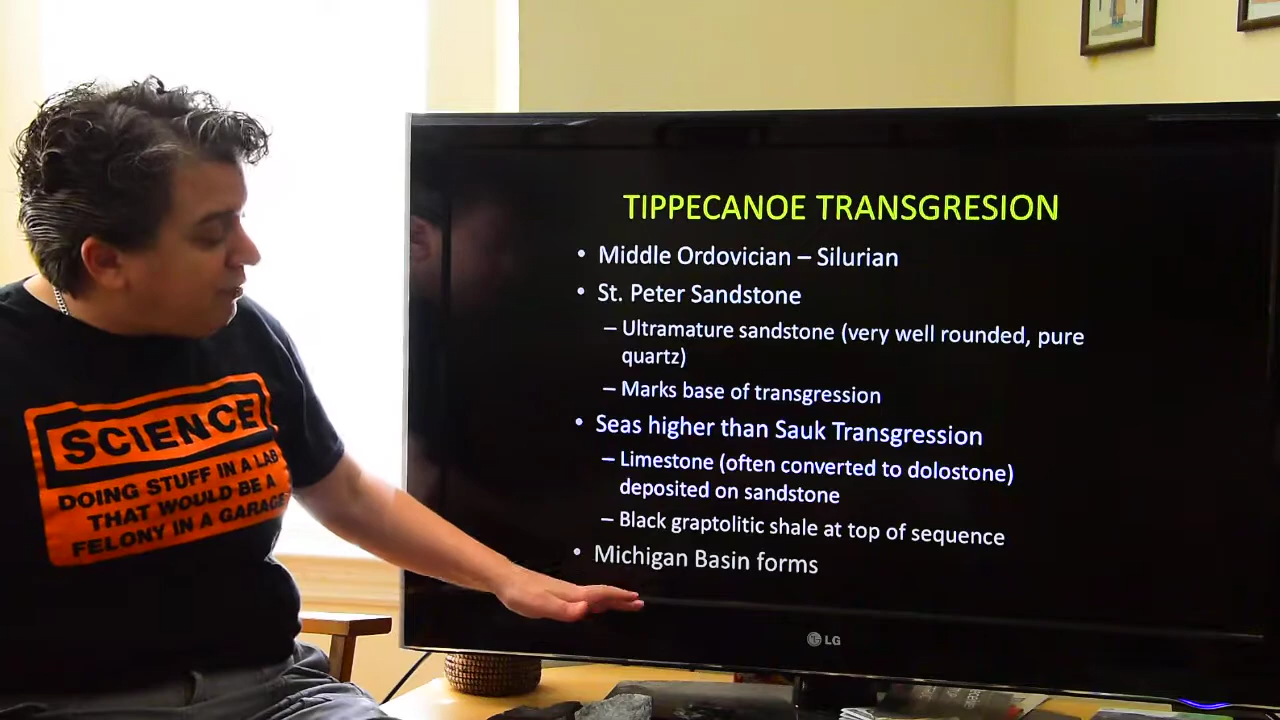 TIPPECANOE TRANSGRESION
• Middle Ordovician – Silurian
• St. Peter Sandstone
– Ultramature sandstone (very well rounded, pure
quartz)
– Marks base of transgression
• Seas higher than Sauk Transgression
– Limestone (often converted to dolostone)
deposited on sandstone
– Black graptolitic shale at top of sequence
• Michigan Basin forms
LG
SCIENCE
DOING STUFF IN A LAB
THAT WOULD BE A
FELONY IN A GARAGE